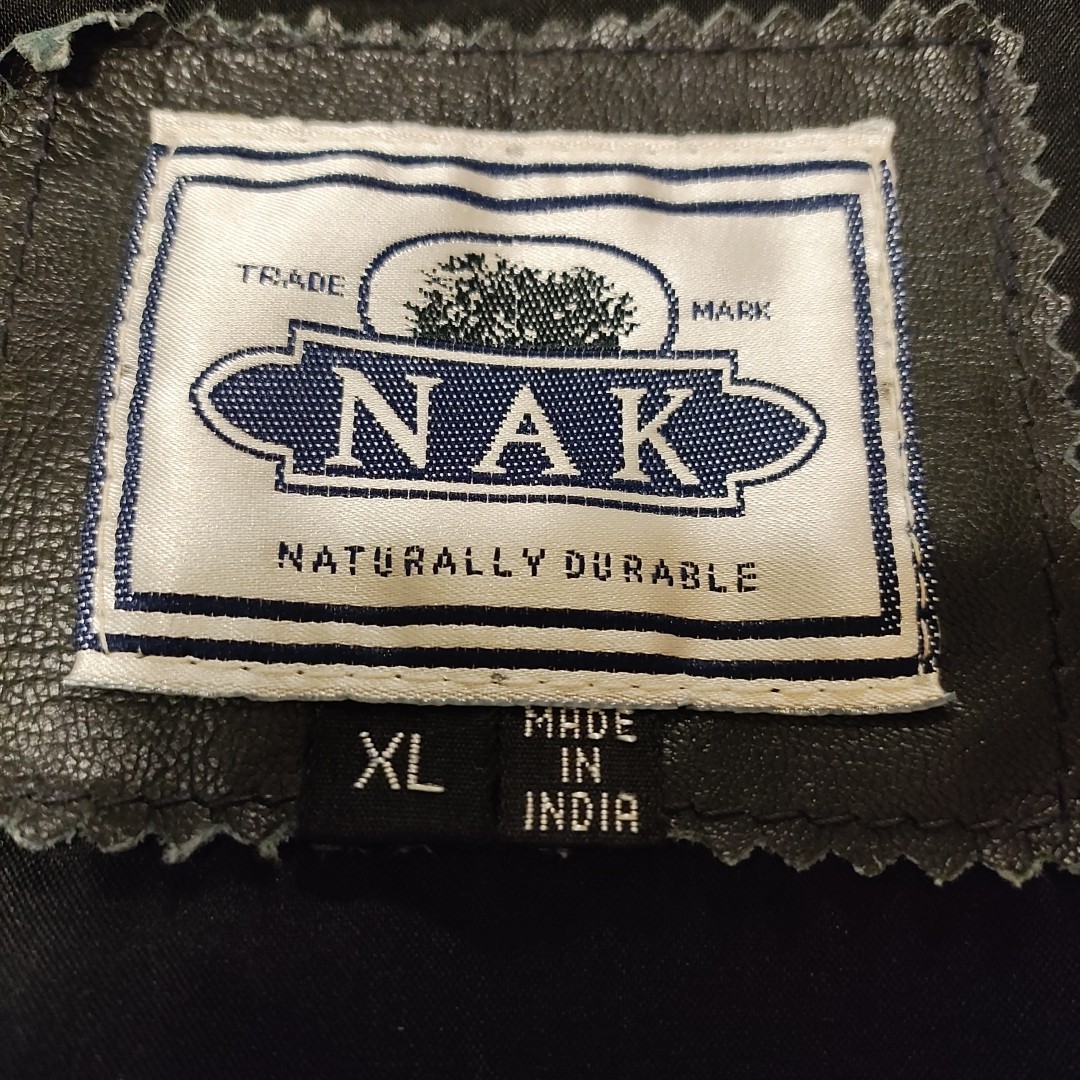 TRADE MARK
NAK
NATURALLY DURABLE
XL
MADE
IN
INDIA